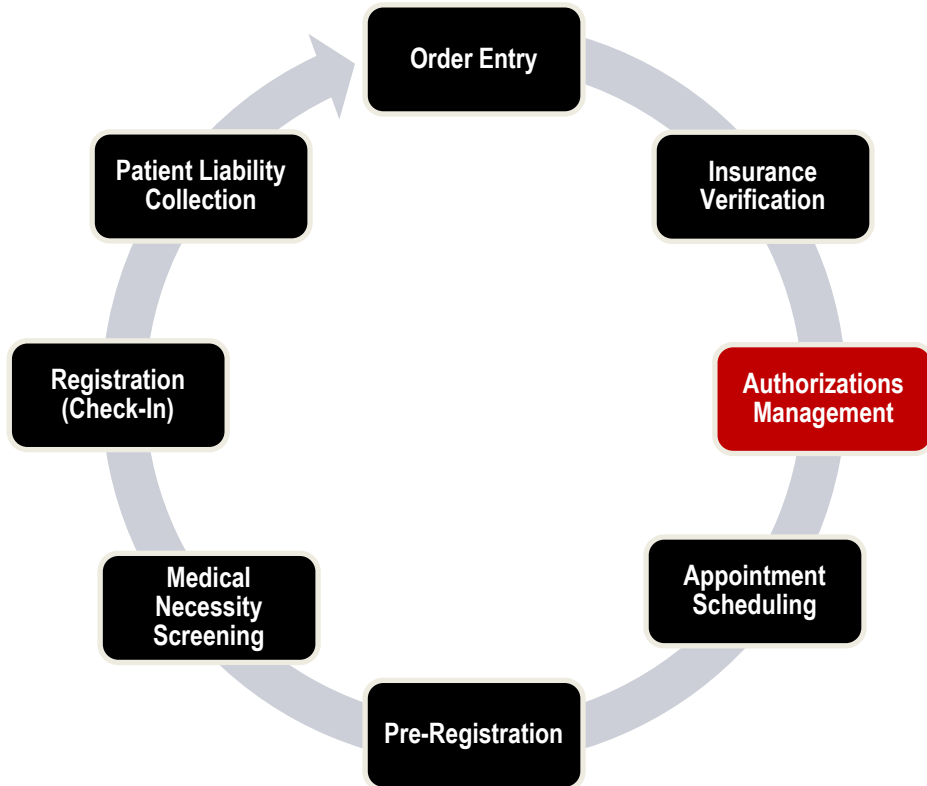 Order Entry
Insurance
Verification
Authorizations
Management
Appointment
Scheduling
Pre-Registration
Medical
Necessity
Screening
Registration
(Check-In)
Patient Liability
Collection